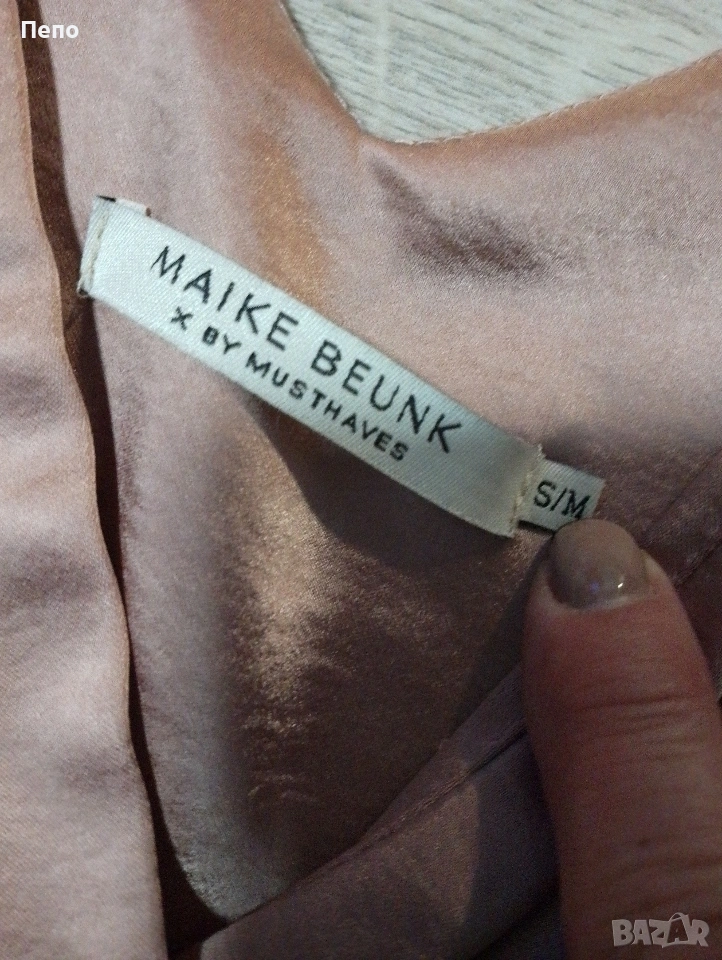 Пепо
MAIKE BEUNK
X BY MUSTHAVES
S/M
BAZAR